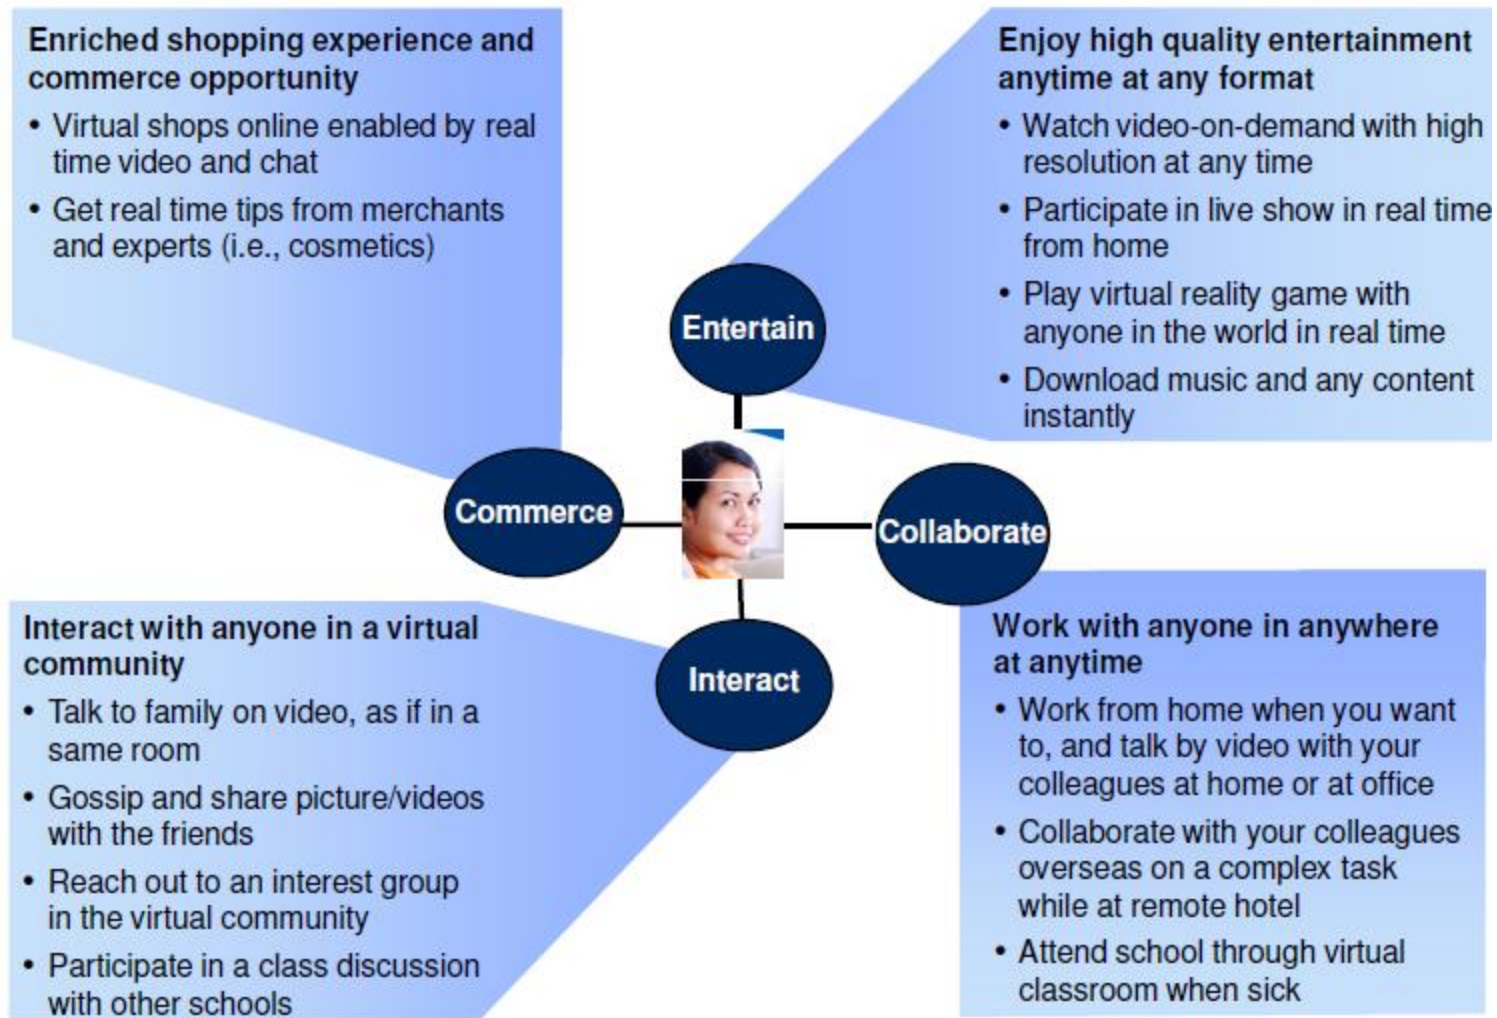 Enriched shopping experience and
commerce opportunity
• Virtual shops online enabled by real
time video and chat
• Get real time tips from merchants
and experts (i.e., cosmetics)
Enjoy high quality entertainment
anytime at any format
• Watch video-on-demand with high
resolution at any time
• Participate in live show in real time
from home
• Play virtual reality game with
anyone in the world in real time
• Download music and any content
instantly
Entertain
Commerce
Collaborate
Interact
Interact with anyone in a virtual
community
• Talk to family on video, as if in a
same room
• Gossip and share picture/videos
with the friends
• Reach out to an interest group
in the virtual community
• Participate in a class discussion
with other schools
Work with anyone in anywhere
at anytime
• Work from home when you want
to, and talk by video with your
colleagues at home or at office
• Collaborate with your colleagues
overseas on a complex task
while at remote hotel
• Attend school through virtual
classroom when sick